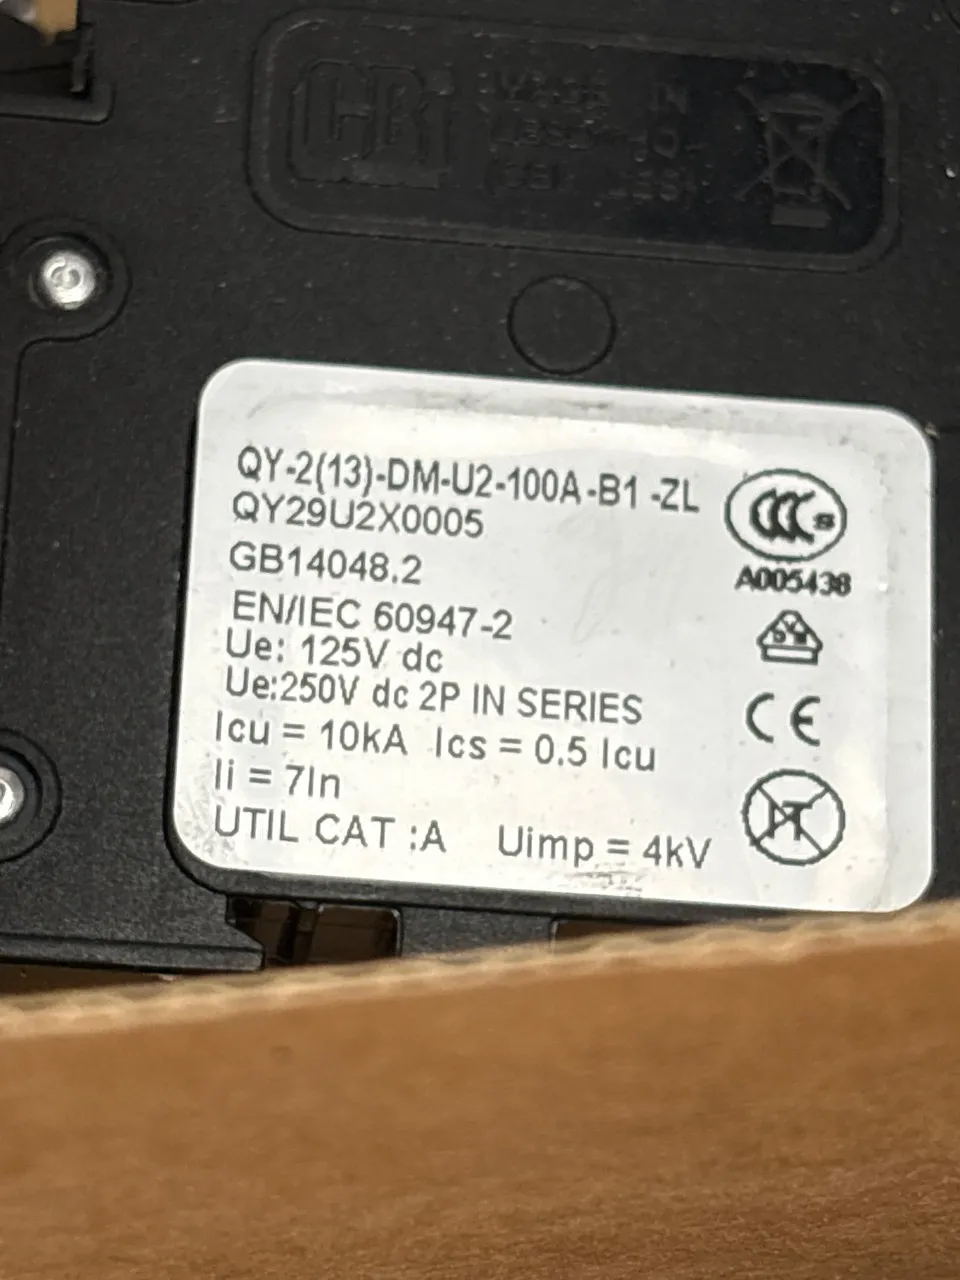 QY-2(13)-DM-U2-100A-B1 -ZL
QY29U2X0005
GB14048.2
EN/IEC 60947-2
Ue: 125V dc
Ue:250V dc 2P IN SERIES
Icu = 10kA Ics = 0.5 Icu
Ii = 7In
UTIL CAT :A Uimp = 4kV
CCC S
A005438
CE